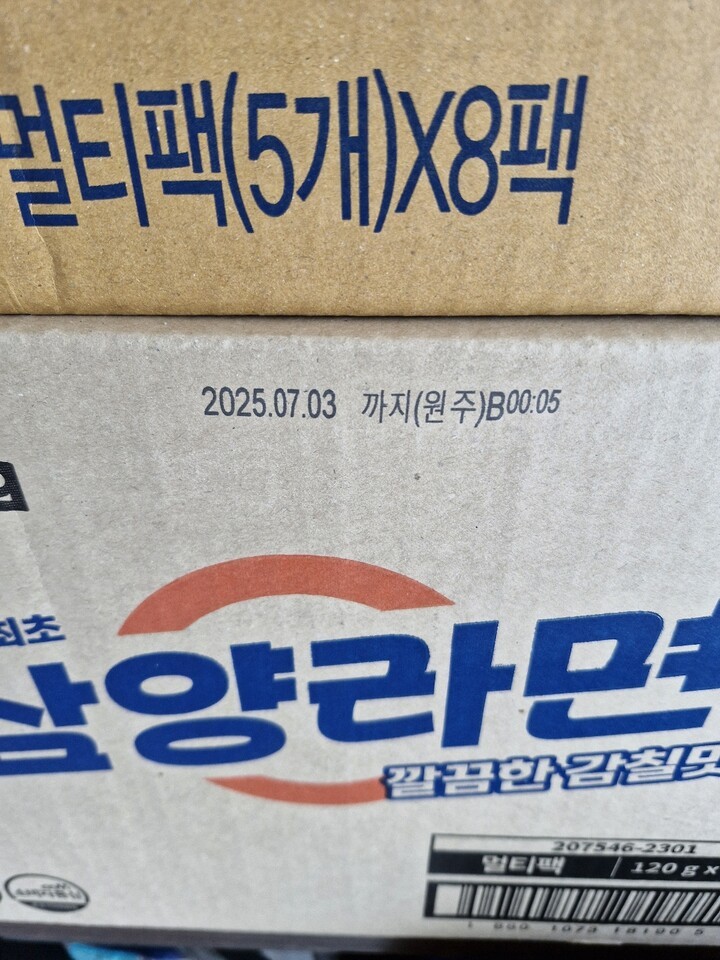 멀티팩(5개)X8팩
2025.07.03 까지(원주)B00:05
최초
삼양라면
깔끔한 감칠맛
207546-2301
멀티팩 120 g x